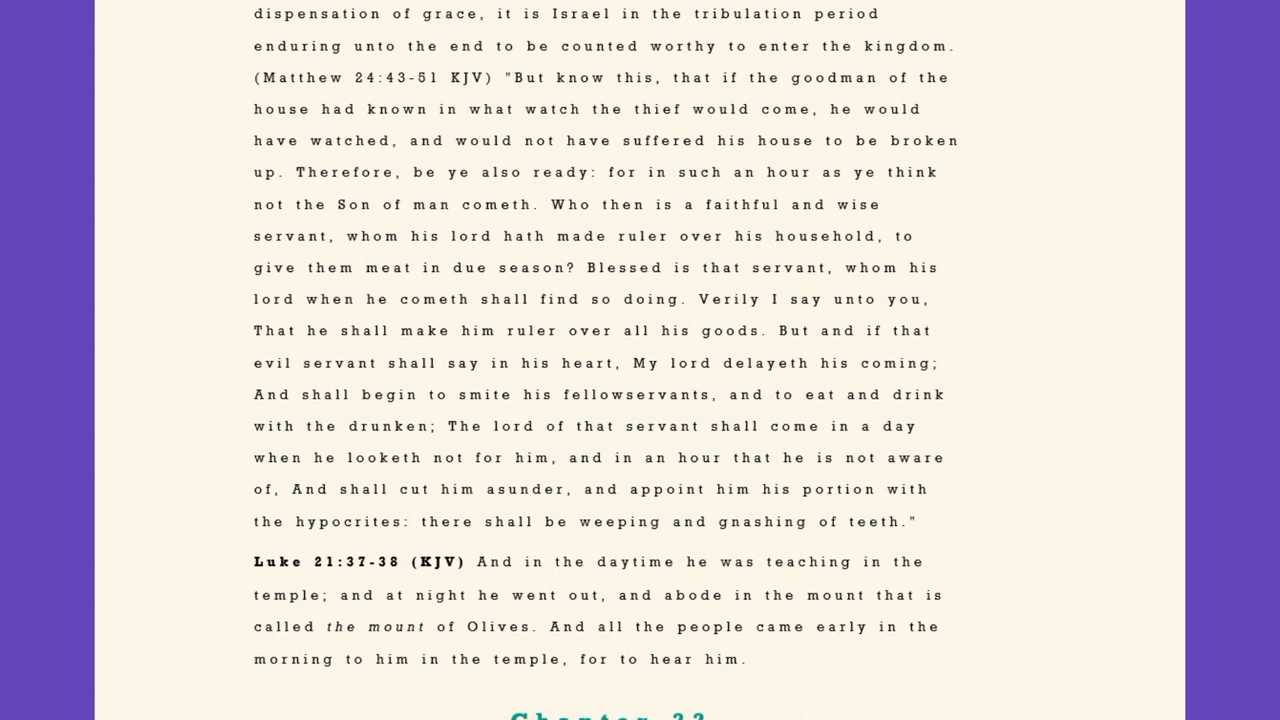 dispensation of grace, it is Israel in the tribulation period
enduring unto the end to be counted worthy to enter the kingdom.
(Matthew 24:43-51 KJV) "But know this, that if the goodman of the
house had known in what watch the thief would come, he would
have watched, and would not have suffered his house to be broken
up. Therefore, be ye also ready: for in such an hour as ye think
not the Son of man cometh. Who then is a faithful and wise
servant, whom his lord hath made ruler over his household, to
give them meat in due season? Blessed is that servant, whom his
lord when he cometh shall find so doing. Verily I say unto you,
That he shall make him ruler over all his goods. But and if that
evil servant shall say in his heart, My lord delayeth his coming;
And shall begin to smite his fellowservants, and to eat and drink
with the drunken; The lord of that servant shall come in a day
when he looketh not for him, and in an hour that he is not aware
of, And shall cut him asunder, and appoint him his portion with
the hypocrites: there shall be weeping and gnashing of teeth."
Luke 21:37-38 (KJV) And in the daytime he was teaching in the
temple; and at night he went out, and abode in the mount that is
called the mount of Olives. And all the people came early in the
morning to him in the temple, for to hear him.
Chapter 22